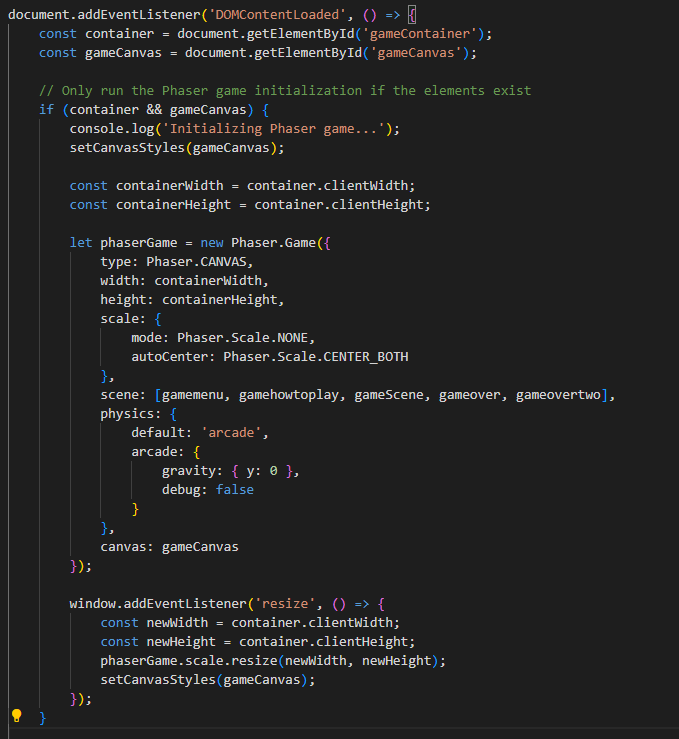 document.addEventListener('DOMContentLoaded', () => {
    const container = document.getElementById('gameContainer');
    const gameCanvas = document.getElementById('gameCanvas');

    // Only run the Phaser game initialization if the elements exist
    if (container && gameCanvas) {
        console.log('Initializing Phaser game...');
        setCanvasStyles(gameCanvas);

        const containerWidth = container.clientWidth;
        const containerHeight = container.clientHeight;

        let phaserGame = new Phaser.Game({
            type: Phaser.CANVAS,
            width: containerWidth,
            height: containerHeight,
            scale: {
                mode: Phaser.Scale.NONE,
                autoCenter: Phaser.Scale.CENTER_BOTH
            },
            scene: [gamemenu, gamehowtoplay, gameScene, gameover, gameovertwo],
            physics: {
                default: 'arcade',
                arcade: {
                    gravity: { y: 0 },
                    debug: false
                }
            },
            canvas: gameCanvas
        });

        window.addEventListener('resize', () => {
            const newWidth = container.clientWidth;
            const newHeight = container.clientHeight;
            phaserGame.scale.resize(newWidth, newHeight);
            setCanvasStyles(gameCanvas);
        });
    }